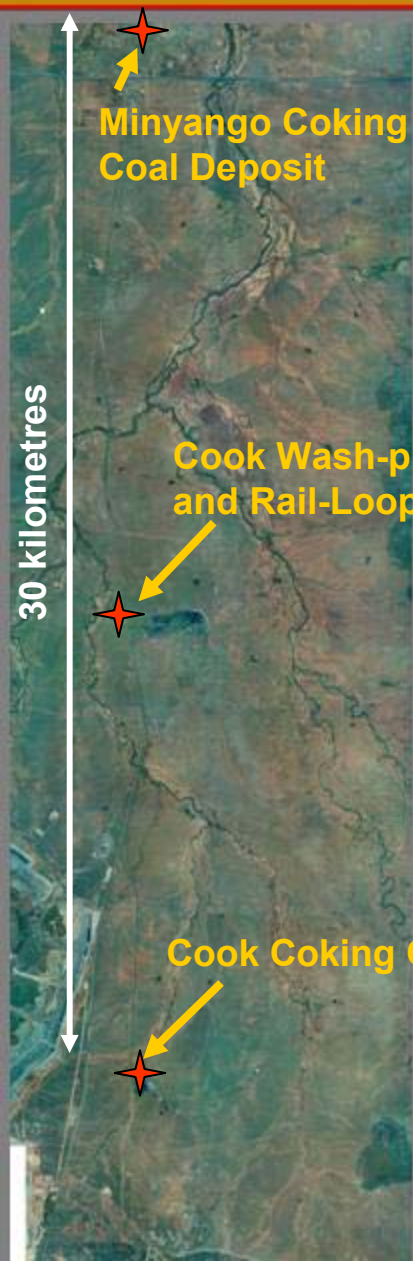 Minyango Coking
Coal Deposit
30 kilometres
Cook Wash-p
and Rail-Loop
Cook Coking